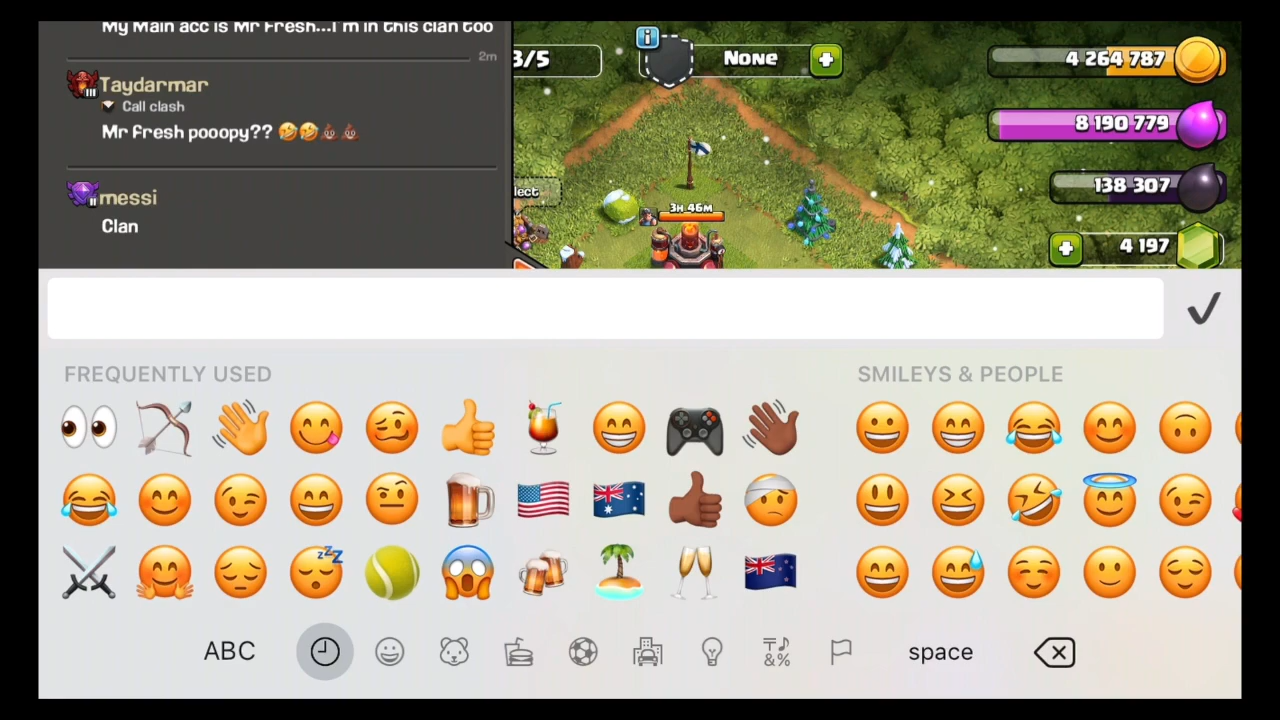 My Main acc is Mr Fresh...I'm in this clan too
2m
Taydarmar
Call clash
Mr fresh pooopy?? 🤣🤣💩💩
messi
Clan
3/5
None
4 264 787
8 190 779
138 307
4 197
lect
3h 46m
FREQUENTLY USED
SMILEYS & PEOPLE
ABC
space